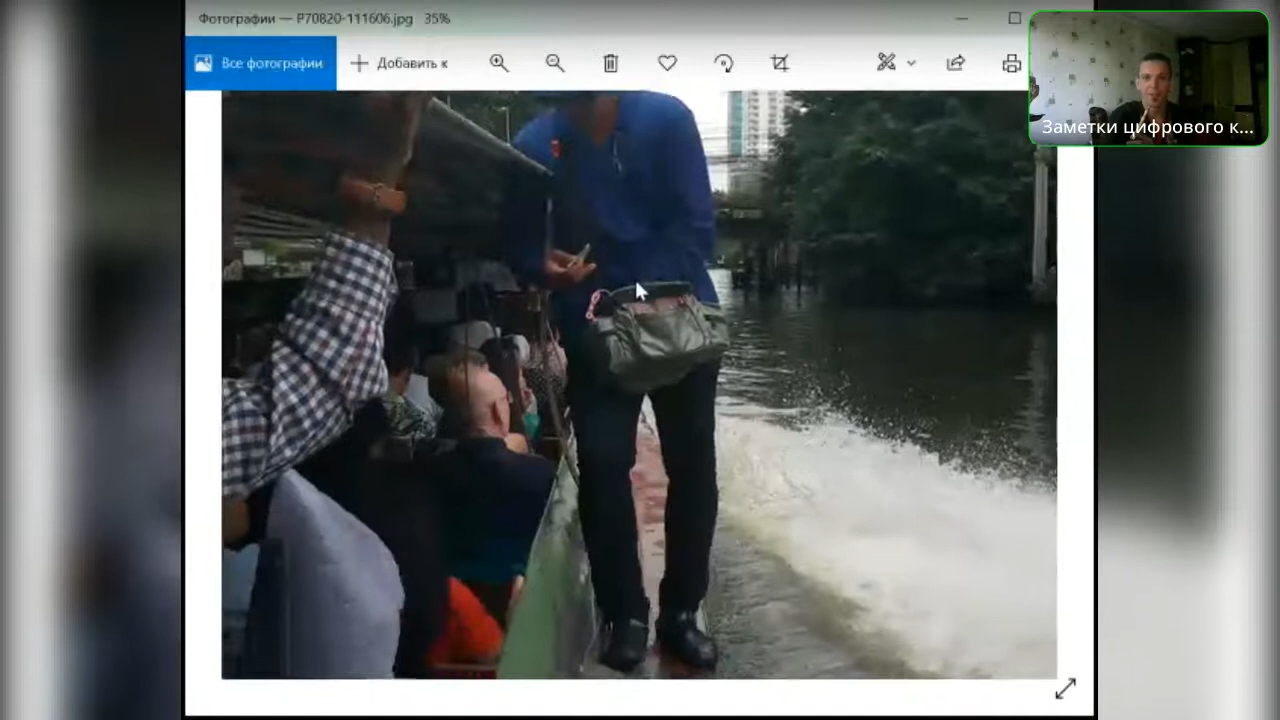 Фотографии — P70820-111606.jpg 35%
Все фотографии
Добавить к
Заметки цифрового к...